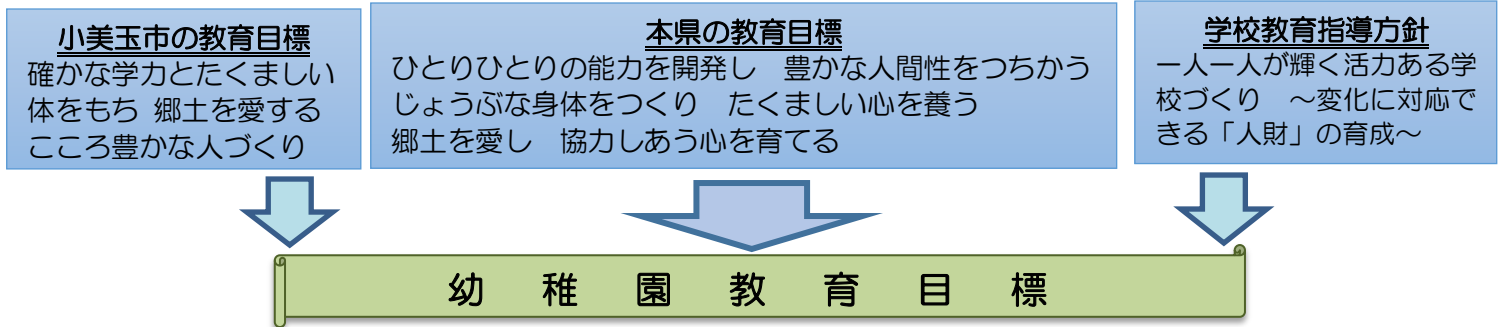 小美玉市の教育目標
確かな学力とたくましい
体をもち 郷土を愛する
こころ豊かな人づくり
本県の教育目標
ひとりひとりの能力を開発し　豊かな人間性をつちかう
じょうぶな身体をつくり　たくましい心を養う
郷土を愛し　協力しあう心を育てる
学校教育指導方針
一人一人が輝く活力ある学
校づくり　～変化に対応で
きる「人財」の育成～
幼 稚 園 教 育 目 標